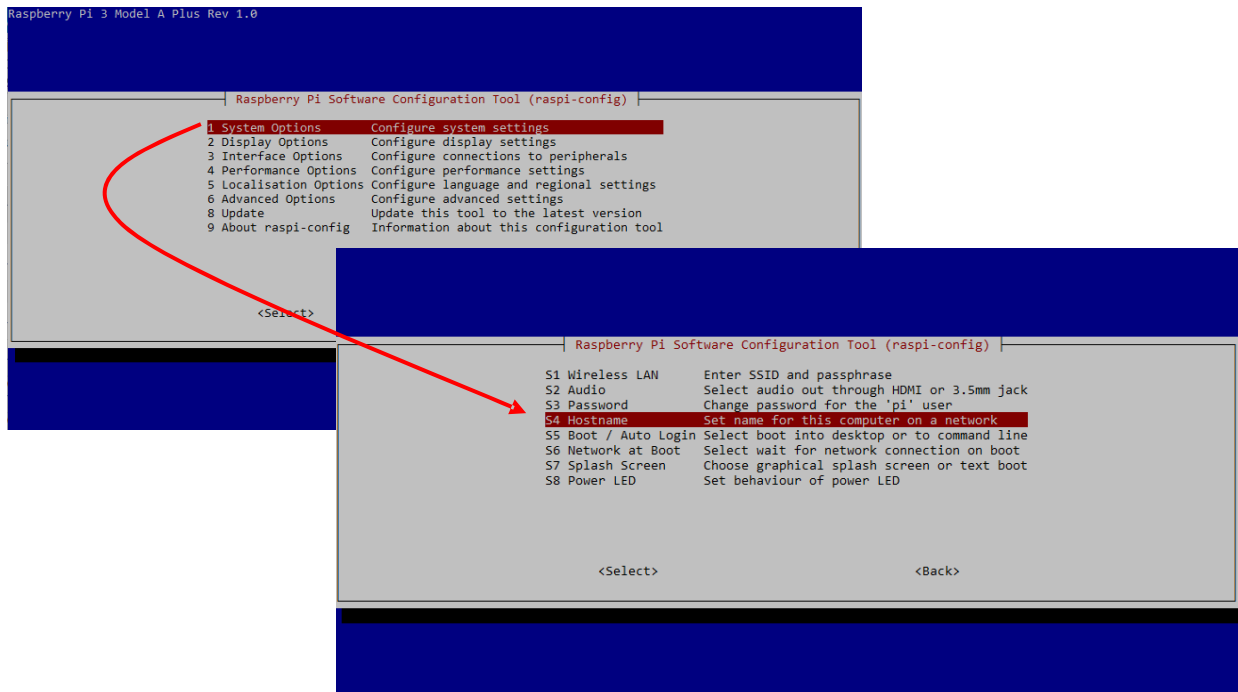 Raspberry Pi 3 Model A Plus Rev 1.0
Raspberry Pi Software Configuration Tool (raspi-config)
1 System Options Configure system settings
2 Display Options Configure display settings
3 Interface Options Configure connections to peripherals
4 Performance Options Configure performance settings
5 Localisation Options Configure language and regional settings
6 Advanced Options Configure advanced settings
8 Update Update this tool to the latest version
9 About raspi-config Information about this configuration tool
<Select>
Raspberry Pi Software Configuration Tool (raspi-config)
S1 Wireless LAN Enter SSID and passphrase
S2 Audio Select audio out through HDMI or 3.5mm jack
S3 Password Change password for the 'pi' user
S4 Hostname Set name for this computer on a network
S5 Boot / Auto Login Select boot into desktop or to command line
S6 Network at Boot Select wait for network connection on boot
S7 Splash Screen Choose graphical splash screen or text boot
S8 Power LED Set behaviour of power LED
<Select> <Back>